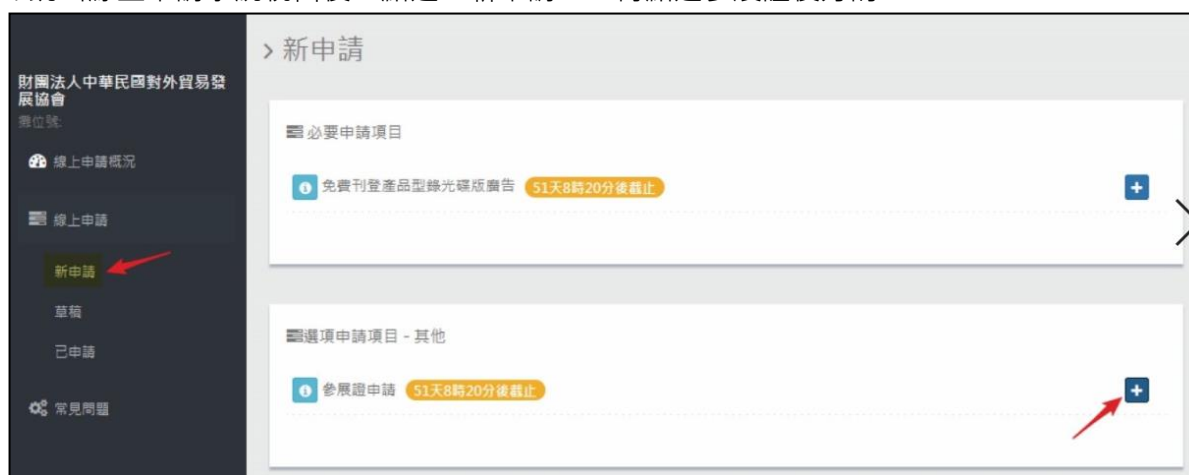 財團法人中華民國對外貿易發
展協會
攤位號:
線上申請概況
線上申請
新申請
草稿
已申請
常見問題
新申請
必要申請項目
免費刊登產品型錄光碟版廣告 51天8時20分後截止
選項申請項目 - 其他
參展證申請 51天8時20分後截止